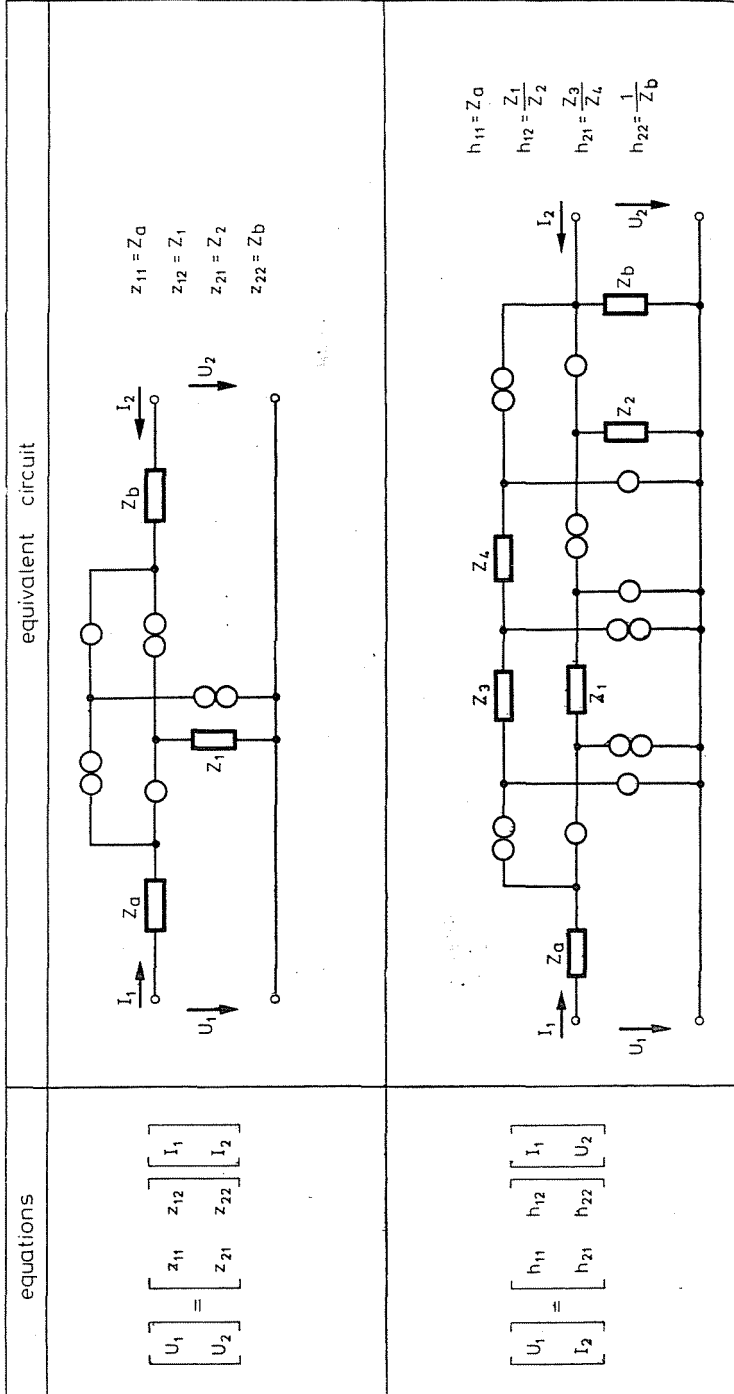 equations
equivalent circuit
[U₁ U₂] = [z₁₁ z₁₂ z₂₁ z₂₂] [I₁ I₂]
I₁
Za
Zb
I₂
U₁
Z₁
U₂
z₁₁ = Za
z₁₂ = Z₁
z₂₁ = Z₂
z₂₂ = Zb
[U₁ I₂] = [h₁₁ h₁₂ h₂₁ h₂₂] [I₁ U₂]
Z₃
Z₄
I₁
Za
Z₁
I₂
U₁
Z₂
Zb
U₂
h₁₁ = Za
h₁₂ = Z₁/Z₂
h₂₁ = Z₃/Z₄
h₂₂ = 1/Zb